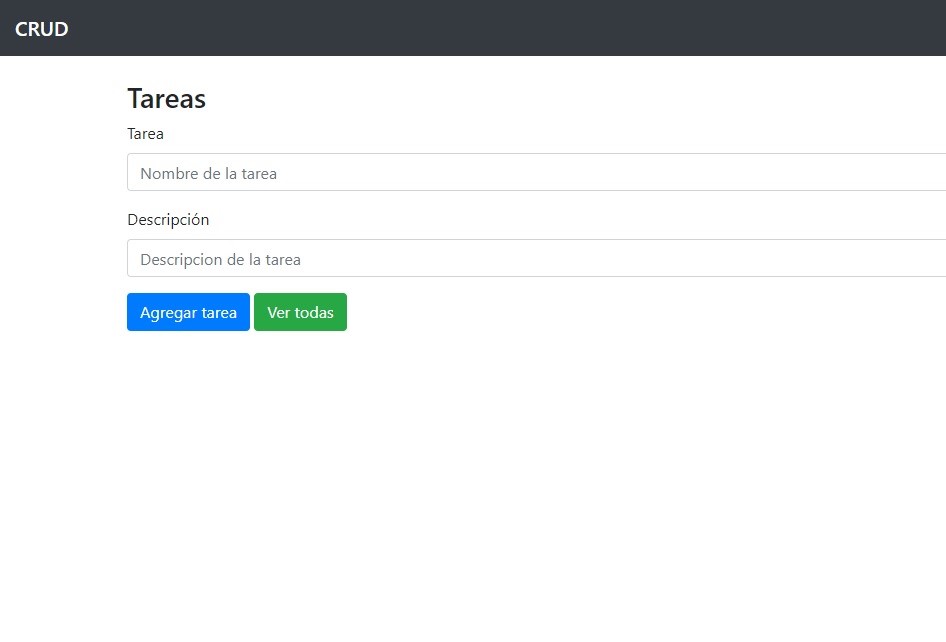 CRUD
Tareas
Tarea
Nombre de la tarea
Descripción
Descripcion de la tarea
Agregar tarea Ver todas